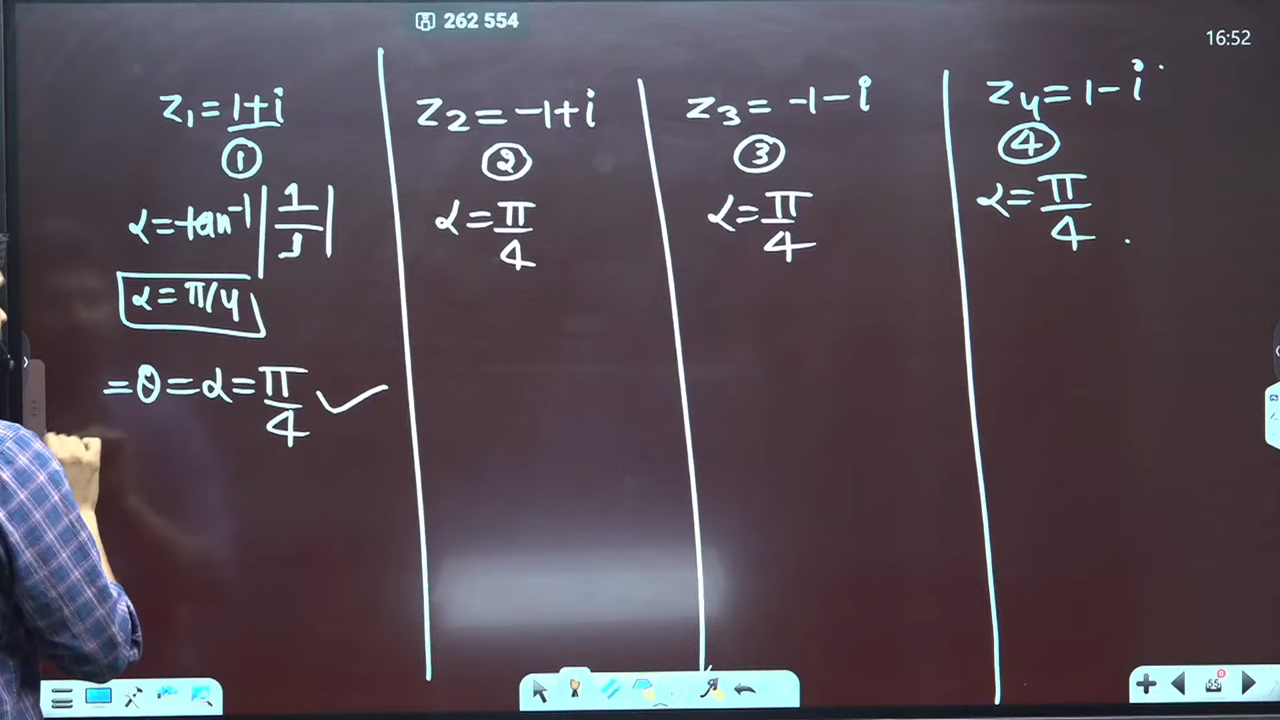 262 554
16:52
z₁ = 1+i
①
α = tan⁻¹ |1/1|
α = π/4
= θ = α = π/4 ✓
z₂ = -1+i
②
α = π/4
z₃ = -1-i
③
α = π/4
z₄ = 1-i
④
α = π/4
55